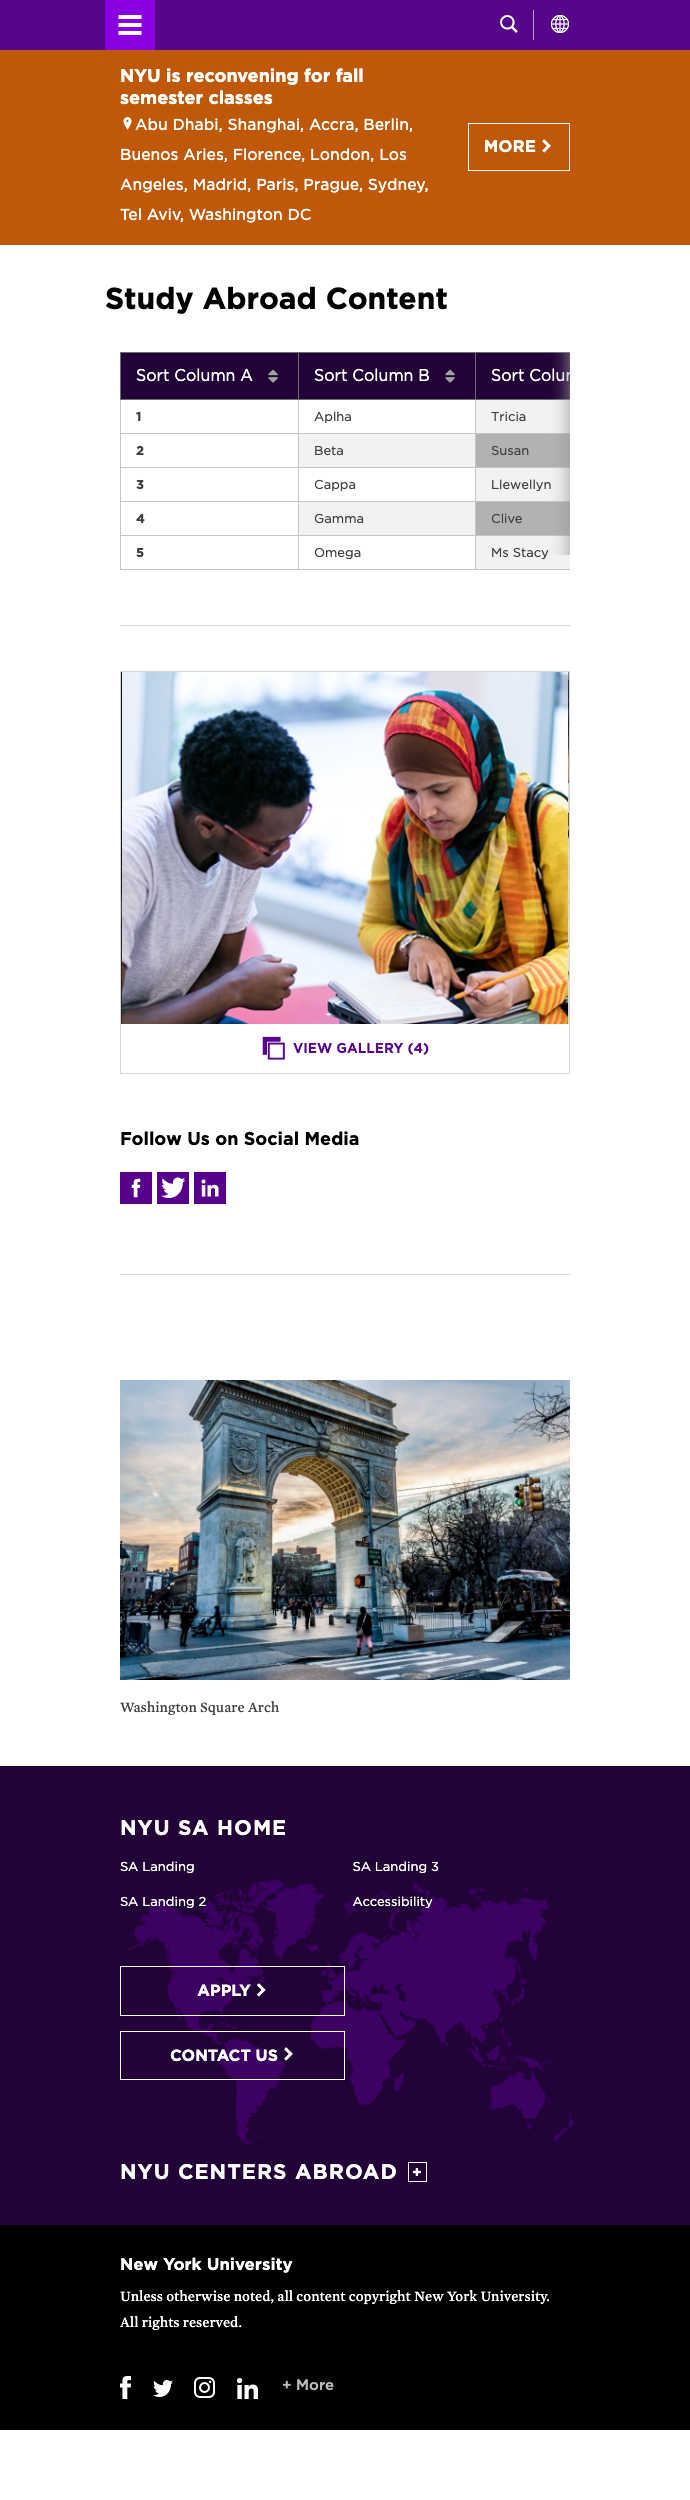 NYU is reconvening for fall
semester classes
Abu Dhabi, Shanghai, Accra, Berlin,
Buenos Aries, Florence, London, Los
Angeles, Madrid, Paris, Prague, Sydney,
Tel Aviv, Washington DC
MORE
Study Abroad Content
Sort Column A Sort Column B Sort Colu
1 Aplha Tricia
2 Beta Susan
3 Cappa Llewellyn
4 Gamma Clive
5 Omega Ms Stacy
VIEW GALLERY (4)
Follow Us on Social Media
Washington Square Arch
NYU SA HOME
SA Landing SA Landing 3
SA Landing 2 Accessibility
APPLY
CONTACT US
NYU CENTERS ABROAD
New York University
Unless otherwise noted, all content copyright New York University.
All rights reserved.
+ More